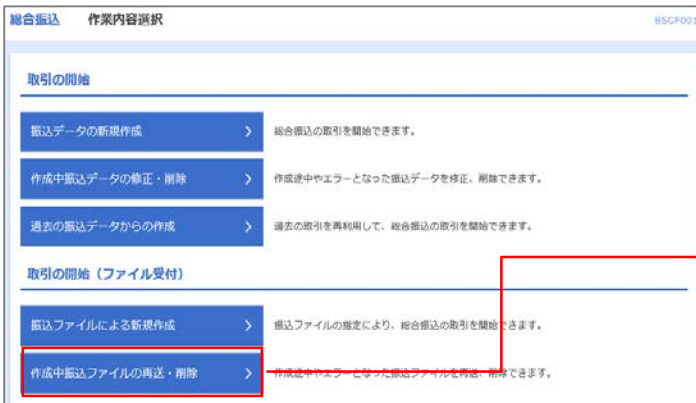 総合振込 作業内容選択 BSGF001
取引の開始
振込データの新規作成 総合振込の取引を開始できます。
作成中振込データの修正・削除 作成途中やエラーとなった振込データを修正、削除できます。
過去の振込データからの作成 過去の取引を再利用して、総合振込の取引を開始できます。
取引の開始（ファイル受付）
振込ファイルによる新規作成 振込ファイルの指定により、総合振込の取引を開始できます。
作成中振込ファイルの再送・削除 作成途中やエラーとなった振込ファイルを再送、削除できます。